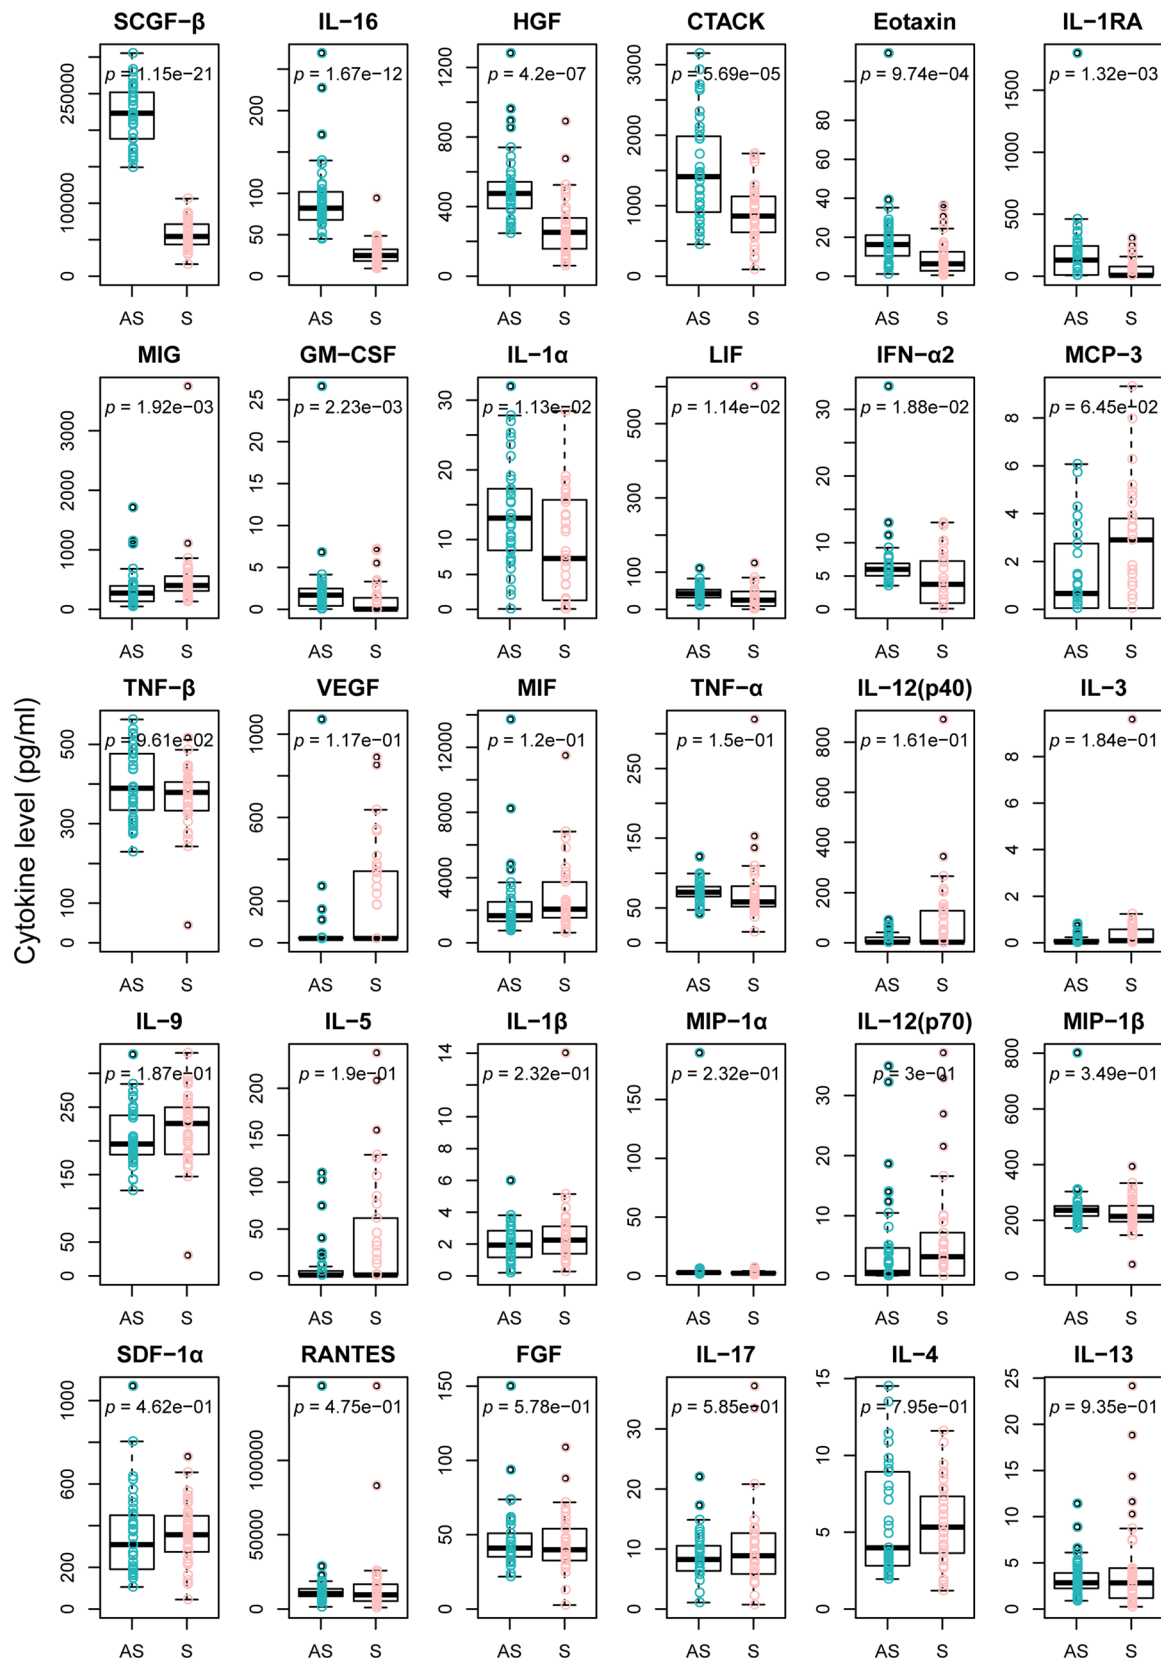 Cytokine level (pg/ml)
SCGF−β IL−16 HGF CTACK Eotaxin IL−1RA
p = 1.15e−21 p = 1.67e−12 p = 4.2e−07 p = 5.69e−05 p = 9.74e−04 p = 1.32e−03
0 100000 250000
0 50 100 200
0 400 800 1200
0 1000 2000 3000
0 20 40 60 80
0 500 1500
AS S AS S AS S AS S AS S AS S
MIG GM−CSF IL−1α LIF IFN−α2 MCP−3
p = 1.92e−03 p = 2.23e−03 p = 1.13e−02 p = 1.14e−02 p = 1.88e−02 p = 6.45e−02
0 1000 2000 3000
0 5 10 15 20 25
0 10 20 30
0 100 300 500
0 5 10 20 30
0 2 4 6 8
AS S AS S AS S AS S AS S AS S
TNF−β VEGF MIF TNF−α IL−12(p40) IL−3
p = 9.61e−02 p = 1.17e−01 p = 1.2e−01 p = 1.5e−01 p = 1.61e−01 p = 1.84e−01
0 100 300 500
0 200 600 1000
0 4000 8000 12000
0 50 150 250
0 200 400 600 800
0 2 4 6 8
AS S AS S AS S AS S AS S AS S
IL−9 IL−5 IL−1β MIP−1α IL−12(p70) MIP−1β
p = 1.87e−01 p = 1.9e−01 p = 2.32e−01 p = 2.32e−01 p = 3e−01 p = 3.49e−01
0 50 150 250
0 50 100 150 200
0 2 4 6 8 10 14
0 50 100 150
0 10 20 30
0 200 400 600 800
AS S AS S AS S AS S AS S AS S
SDF−1α RANTES FGF IL−17 IL−4 IL−13
p = 4.62e−01 p = 4.75e−01 p = 5.78e−01 p = 5.85e−01 p = 7.95e−01 p = 9.35e−01
0 200 600 1000
0 50000 100000
0 50 100 150
0 10 20 30
0 5 10 15
0 5 10 15 20 25
AS S AS S AS S AS S AS S AS S